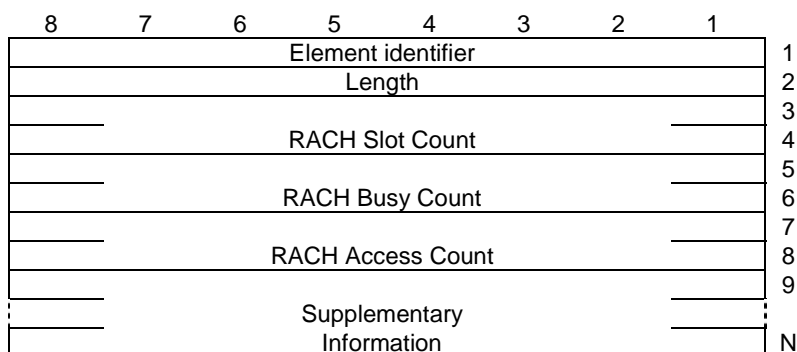 8 7 6 5 4 3 2 1
Element identifier 1
Length 2
3
RACH Slot Count 4
5
RACH Busy Count 6
7
RACH Access Count 8
9
Supplementary
Information N